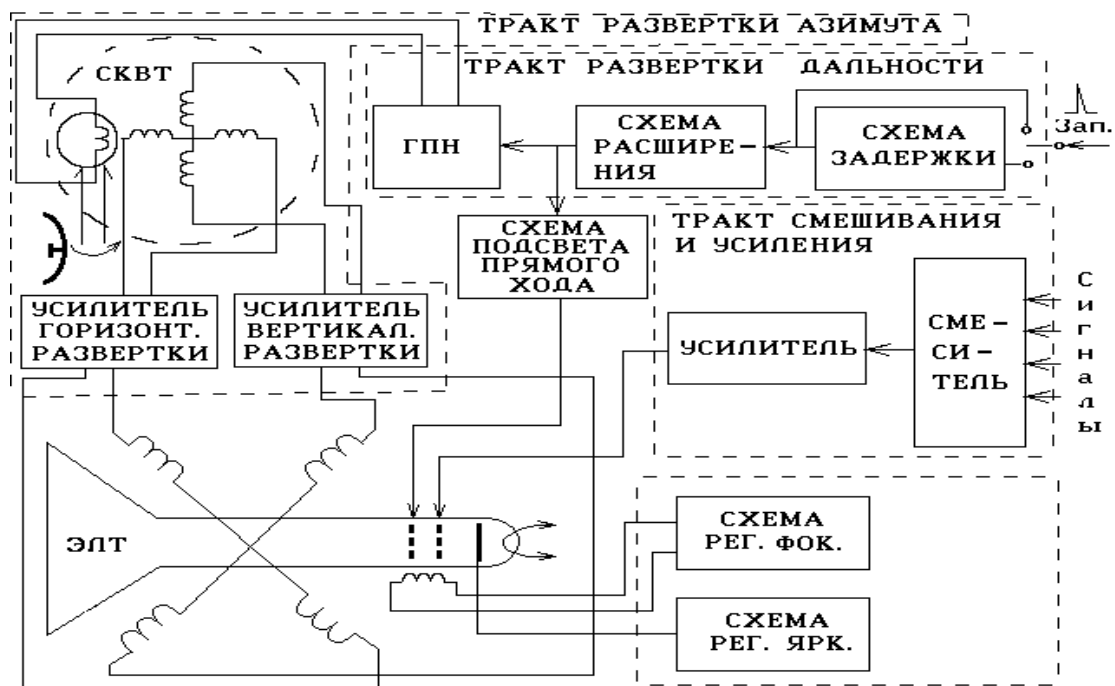 ТРАКТ РАЗВЕРТКИ АЗИМУТА
СКВТ
ТРАКТ РАЗВЕРТКИ ДАЛЬНОСТИ
ГПН
СХЕМА
РАСШИРЕ-
НИЯ
СХЕМА
ЗАДЕРЖКИ
Зап.
СХЕМА
ПОДСВЕТА
ПРЯМОГО
ХОДА
ТРАКТ СМЕШИВАНИЯ
И УСИЛЕНИЯ
УСИЛИТЕЛЬ
ГОРИЗОНТ.
РАЗВЕРТКИ
УСИЛИТЕЛЬ
ВЕРТИКАЛ.
РАЗВЕРТКИ
УСИЛИТЕЛЬ
СМЕ-
СИ-
ТЕЛЬ
Сигналы
ЭЛТ
СХЕМА
РЕГ. ФОК.
СХЕМА
РЕГ. ЯРК.